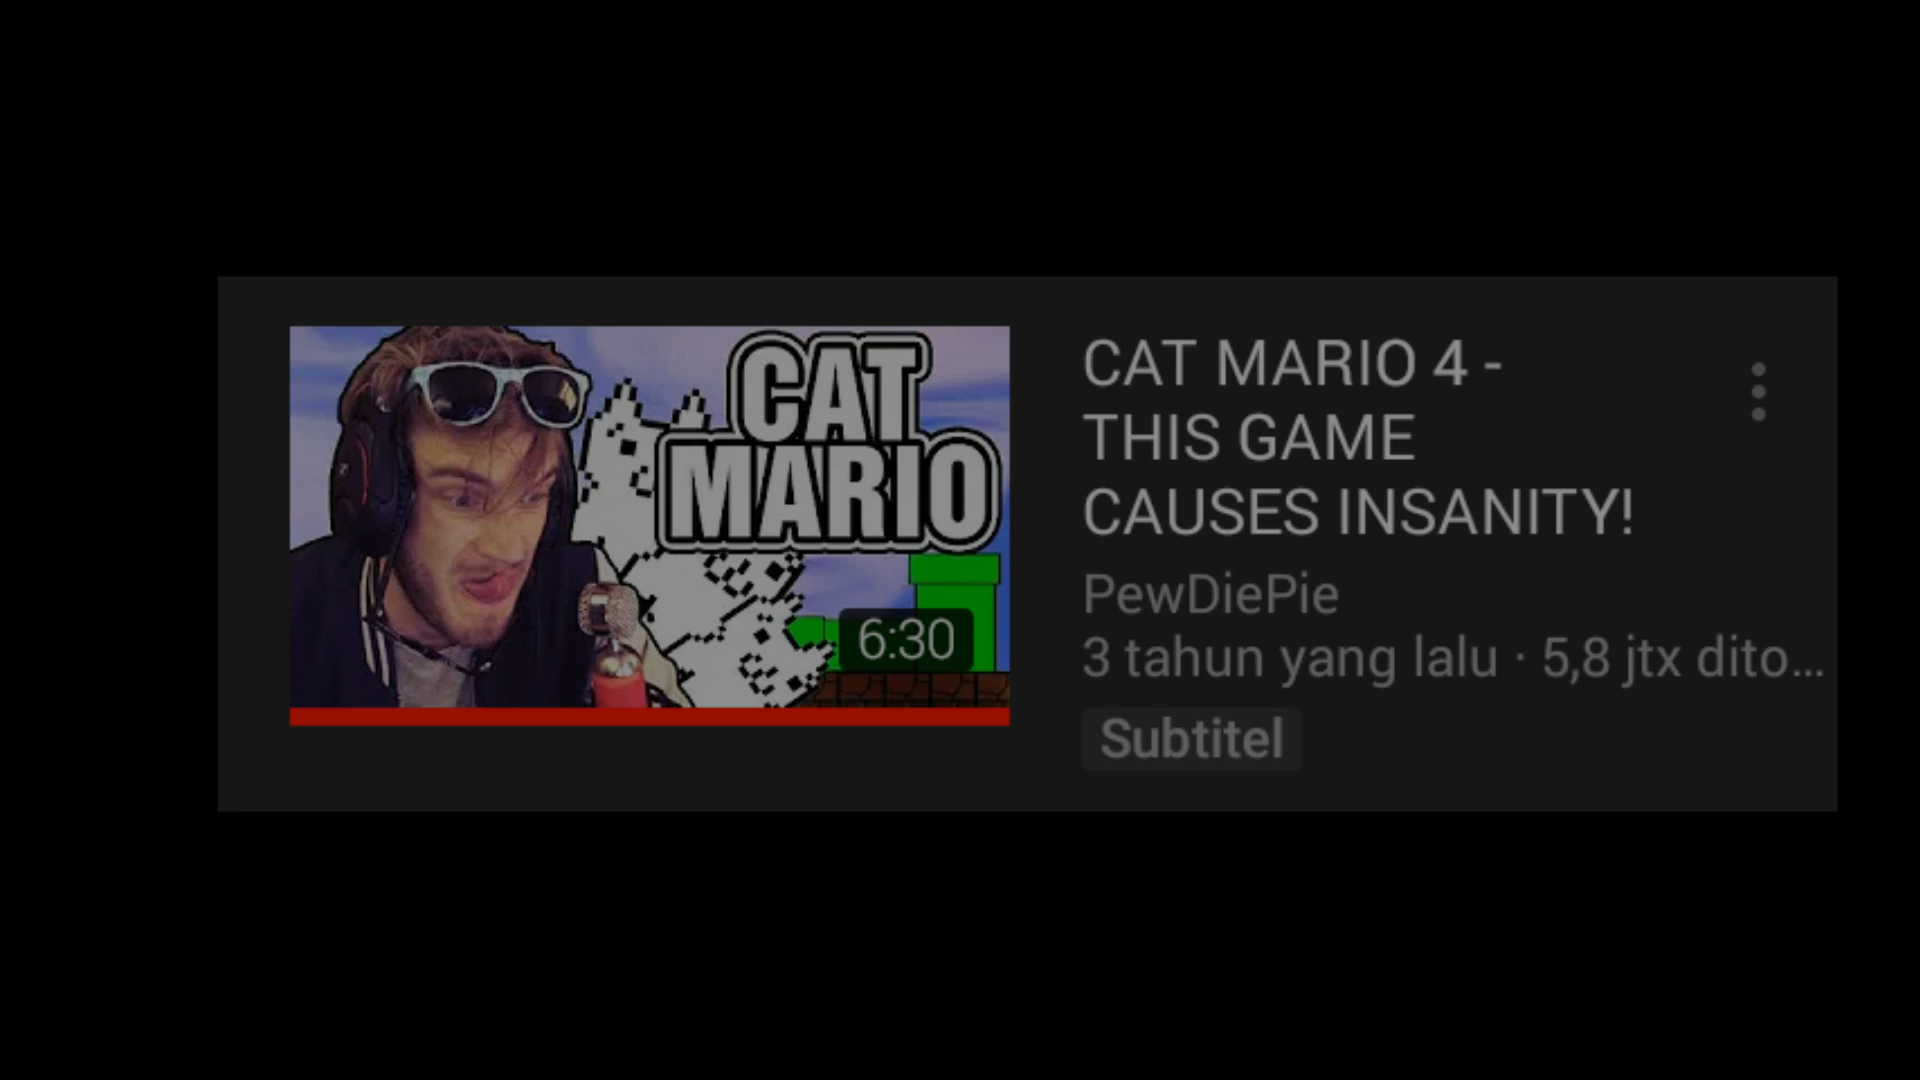 CAT
MARIO
6:30
CAT MARIO 4 -
THIS GAME
CAUSES INSANITY!
PewDiePie
3 tahun yang lalu · 5,8 jtx dito...
Subtitel